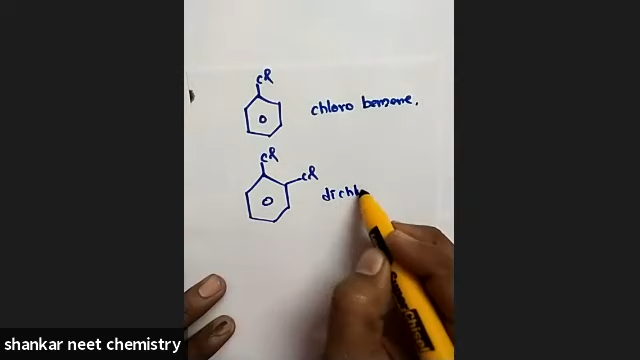 cl
chloro benzene.
cl
cl
dichl
shankar neet chemistry